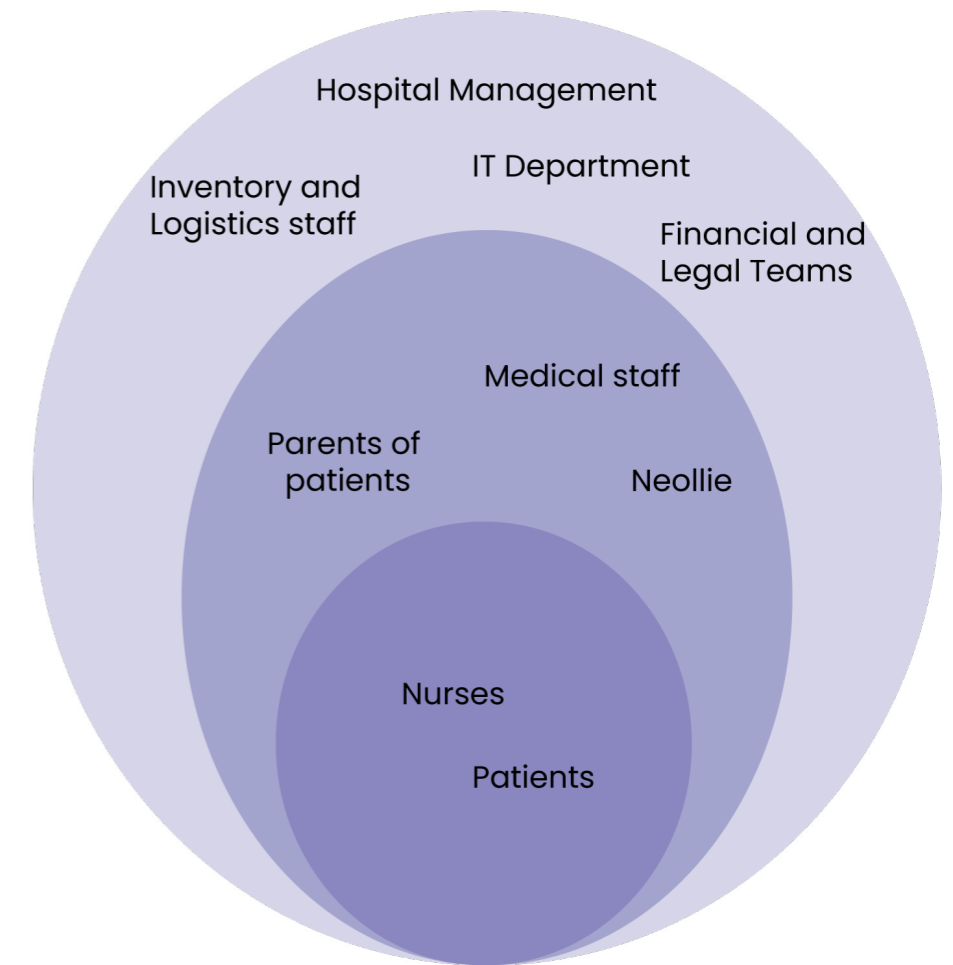 Hospital Management
IT Department
Inventory and
Logistics staff
Financial and
Legal Teams
Medical staff
Parents of
patients
Neollie
Nurses
Patients